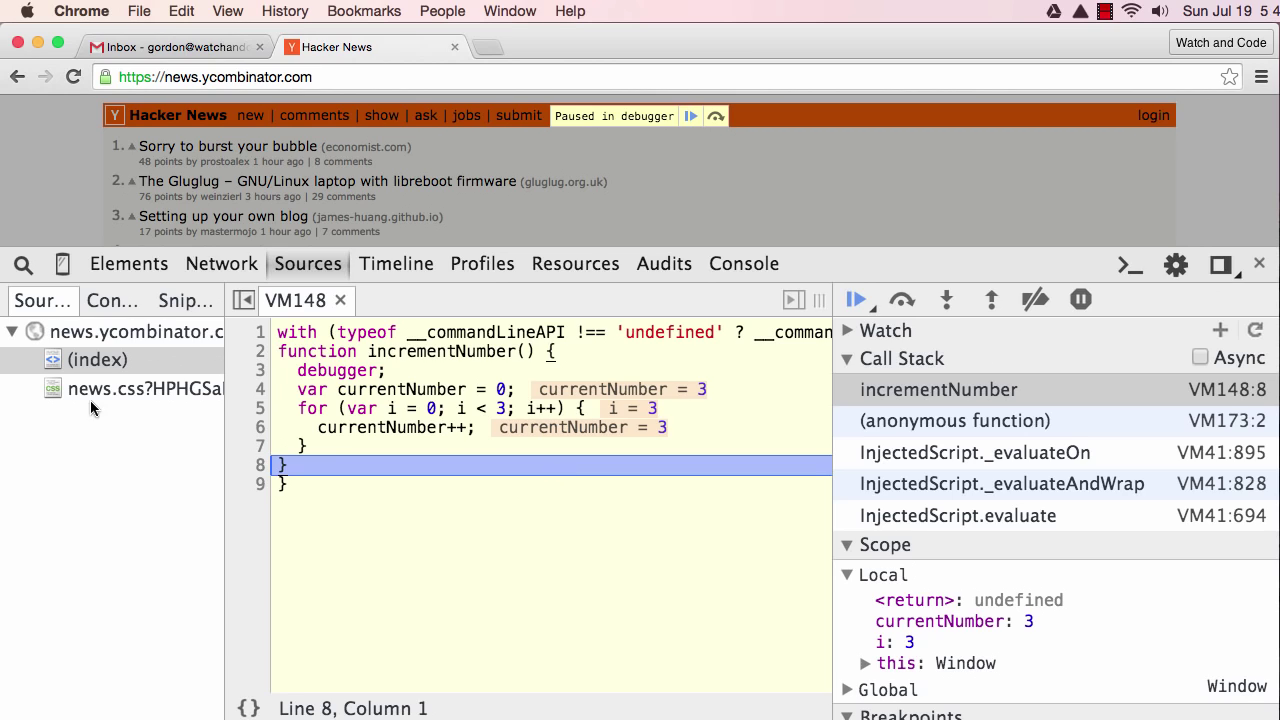 Chrome File Edit View History Bookmarks People Window Help Sun Jul 19 5 4
Inbox - gordon@watchand Hacker News Watch and Code
https://news.ycombinator.com
Y Hacker News new | comments | show | ask | jobs | submit Paused in debugger login
1. Sorry to burst your bubble (economist.com)
48 points by prostoalex 1 hour ago | 8 comments
2. The Gluglug – GNU/Linux laptop with libreboot firmware (gluglug.org.uk)
76 points by weinzierl 3 hours ago | 29 comments
3. Setting up your own blog (james-huang.github.io)
17 points by mastermojo 1 hour ago | 7 comments
Elements Network Sources Timeline Profiles Resources Audits Console
Sour... Con... Snip... VM148
news.ycombinator.c
(index)
news.css?HPHGSa
1 with (typeof __commandLineAPI !== 'undefined' ? __comman
2 function incrementNumber() {
3 debugger;
4 var currentNumber = 0; currentNumber = 3
5 for (var i = 0; i < 3; i++) { i = 3
6 currentNumber++; currentNumber = 3
7 }
8 }
9 }
{} Line 8, Column 1
Watch
Call Stack Async
incrementNumber VM148:8
(anonymous function) VM173:2
InjectedScript._evaluateOn VM41:895
InjectedScript._evaluateAndWrap VM41:828
InjectedScript.evaluate VM41:694
Scope
Local
<return>: undefined
currentNumber: 3
i: 3
this: Window
Global Window
Breakpoints